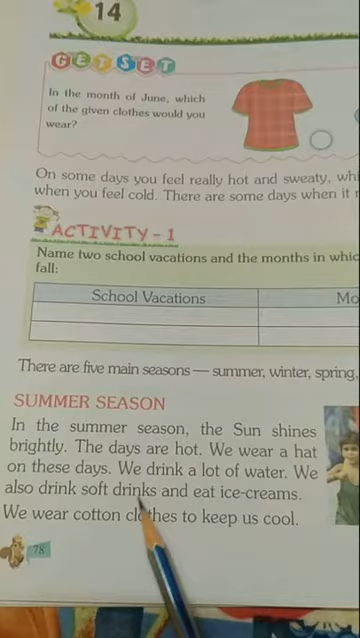 14
GET SET
In the month of June, which
of the given clothes would you
wear?
On some days you feel really hot and sweaty,
when you feel cold. There are some days when it
ACTIVITY - 1
Name two school vacations and the months in
fall:
School Vacations
There are five main seasons — summer, winter, spring,
SUMMER SEASON
In the summer season, the Sun shines
brightly. The days are hot. We wear a hat
on these days. We drink a lot of water. We
also drink soft drinks and eat ice-creams.
We wear cotton clothes to keep us cool.
78